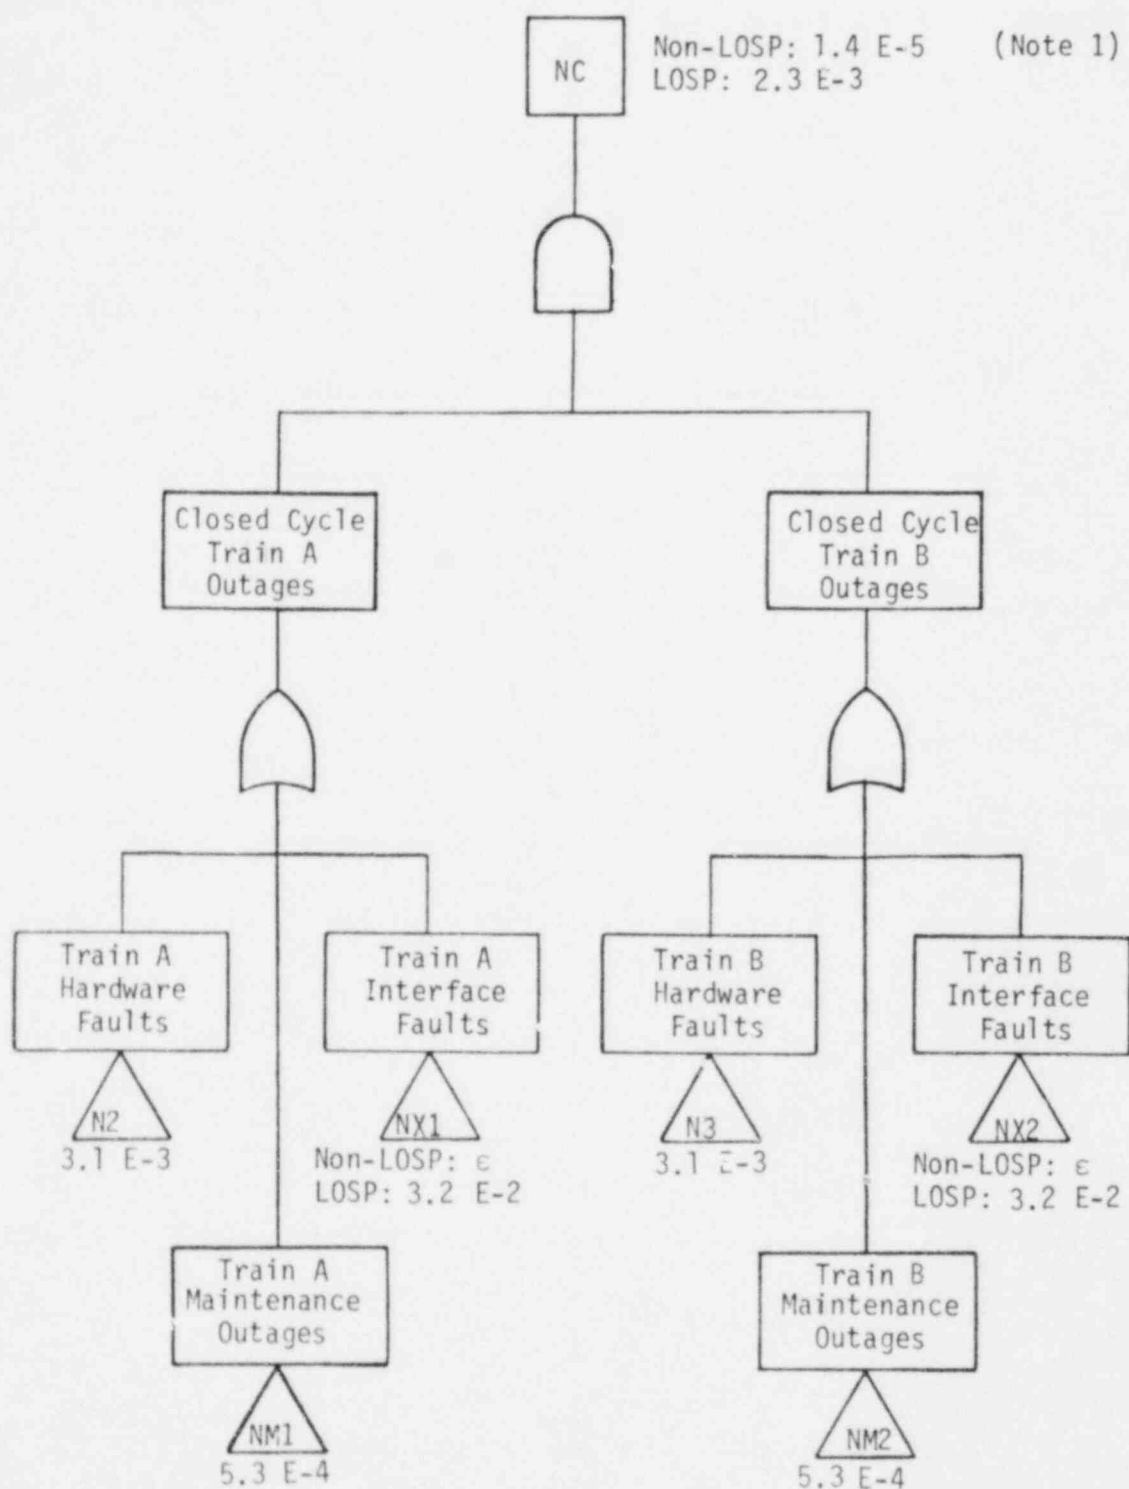 NC
Non-LOSP: 1.4 E-5 (Note 1)
LOSP: 2.3 E-3
Closed Cycle
Train A
Outages
Closed Cycle
Train B
Outages
Train A
Hardware
Faults
N2
3.1 E-3
Train A
Interface
Faults
NX1
Non-LOSP: ε
LOSP: 3.2 E-2
Train B
Hardware
Faults
N3
3.1 E-3
Train B
Interface
Faults
NX2
Non-LOSP: ε
LOSP: 3.2 E-2
Train A
Maintenance
Outages
NM1
5.3 E-4
Train B
Maintenance
Outages
NM2
5.3 E-4